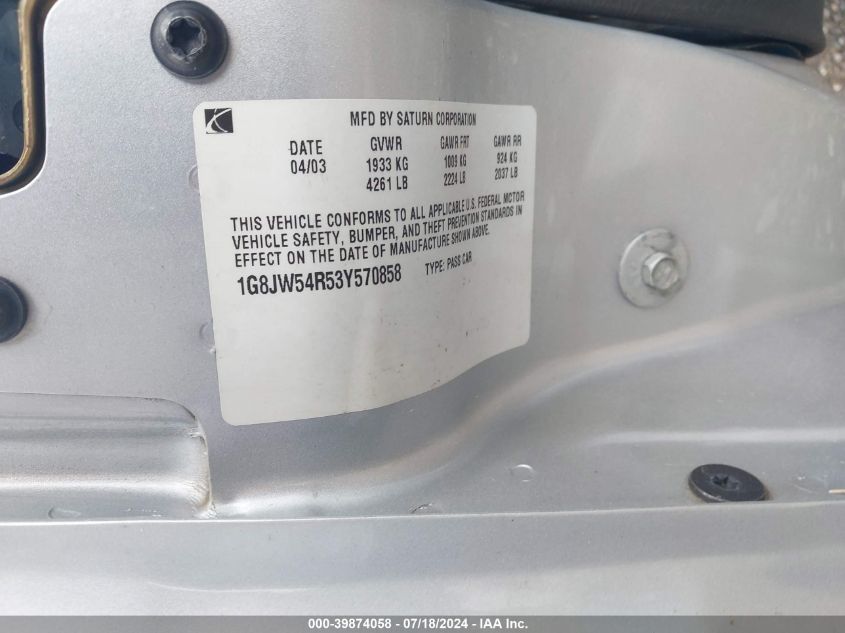 MFD BY SATURN CORPORATION
DATE GVWR GAWR FRT GAWR RR
04/03 1933 KG 1009 KG 924 KG
4261 LB 2224 LB 2037 LB
THIS VEHICLE CONFORMS TO ALL APPLICABLE U.S. FEDERAL MOTOR
VEHICLE SAFETY, BUMPER, AND THEFT PREVENTION STANDARDS IN
EFFECT ON THE DATE OF MANUFACTURE SHOWN ABOVE.
1G8JW54R53Y570858 TYPE: PASS CAR
000-39874058 - 07/18/2024 - IAA Inc.